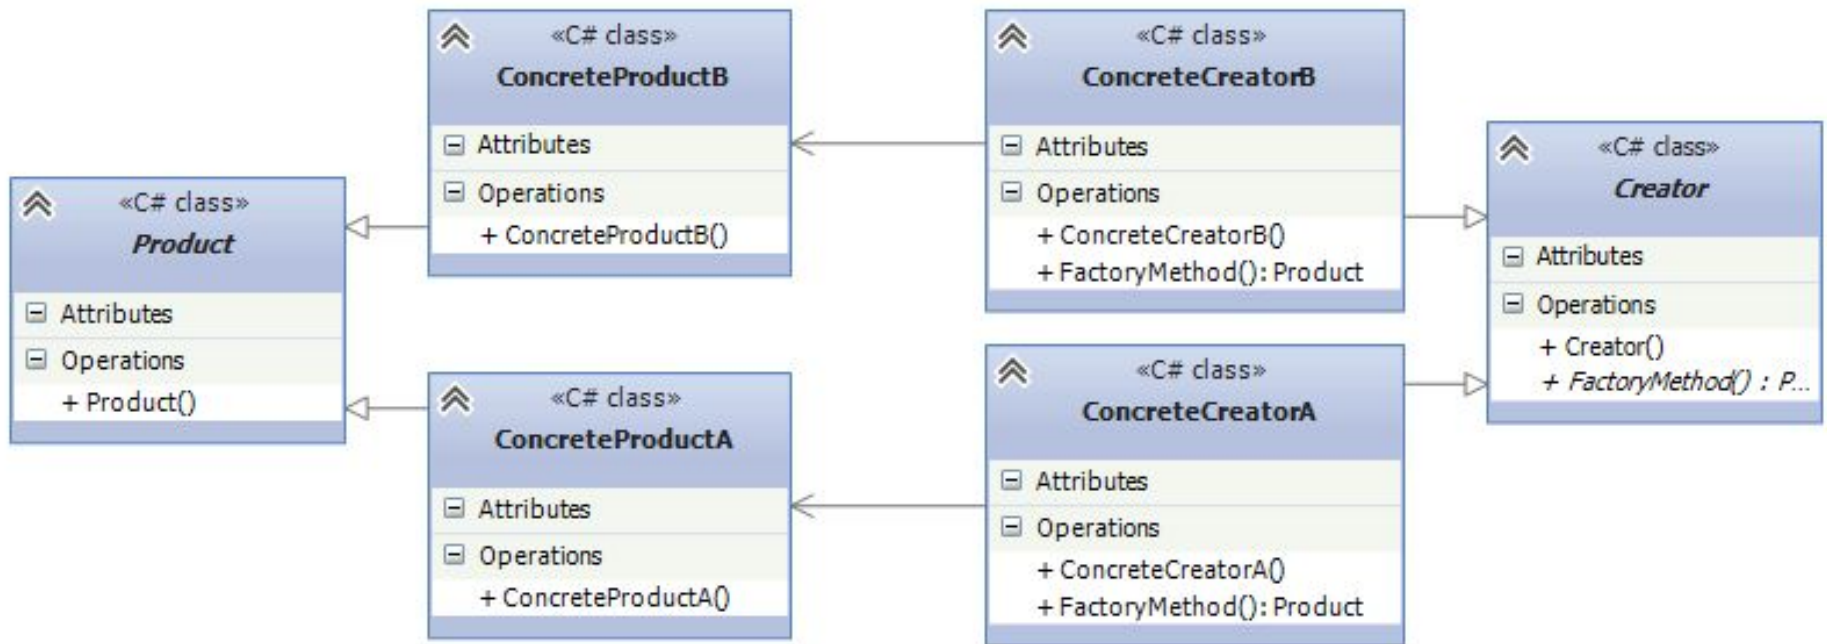 «C# class»
Product
Attributes
Operations
+ Product()
«C# class»
ConcreteProductB
Attributes
Operations
+ ConcreteProductB()
«C# class»
ConcreteProductA
Attributes
Operations
+ ConcreteProductA()
«C# class»
ConcreteCreatorB
Attributes
Operations
+ ConcreteCreatorB()
+ FactoryMethod(): Product
«C# class»
ConcreteCreatorA
Attributes
Operations
+ ConcreteCreatorA()
+ FactoryMethod(): Product
«C# class»
Creator
Attributes
Operations
+ Creator()
+ FactoryMethod() : P...